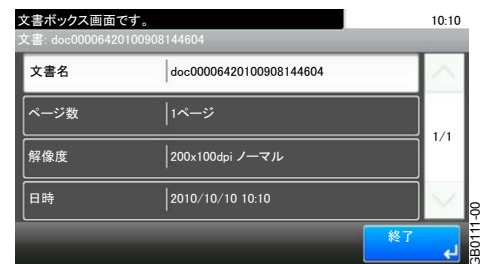 文書ボックス画面です。 10:10
文書: doc00006420100908144604
文書名 doc00006420100908144604
ページ数 1ページ
1/1
解像度 200x100dpi ノーマル
日時 2010/10/10 10:10
終了
GB0111-00